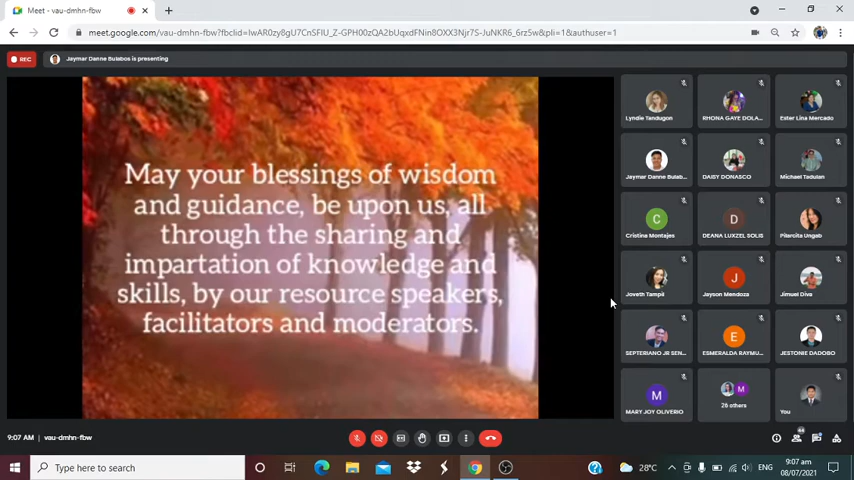 Meet - vau-dmhn-fbw
meet.google.com/vau-dmhn-fbw?fbclid=IwAR0zy8gU7CnSFlU_Z-GPH00zQA2bUqxdFNin8OXX3Njr7S-JuNKR6_6rz5w&pli=1&authuser=1
REC
Jaymar Danne Bulabos is presenting
May your blessings of wisdom
and guidance, be upon us, all
through the sharing and
impartation of knowledge and
skills, by our resource speakers,
facilitators and moderators.
Lyndie Tandugon
RHONA GAYE DOLA...
Ester Lina Mercado
Jaymar Danne Bulab...
DAISY DONASCO
Michael Tadulan
C
Cristina Montajes
D
DEANA LUXZEL SOLIS
Pilarcita Ungab
Joveth Tampil
J
Jayson Mendoza
Jimuel Diva
SEPTERIANO JR SEN...
E
ESMERALDA RAYMU...
JESTONIE DADOBO
M
MARY JOY OLIVERIO
M
26 others
You
9:07 AM | vau-dmhn-fbw
Type here to search
28°C
ENG
9:07 am
08/07/2021